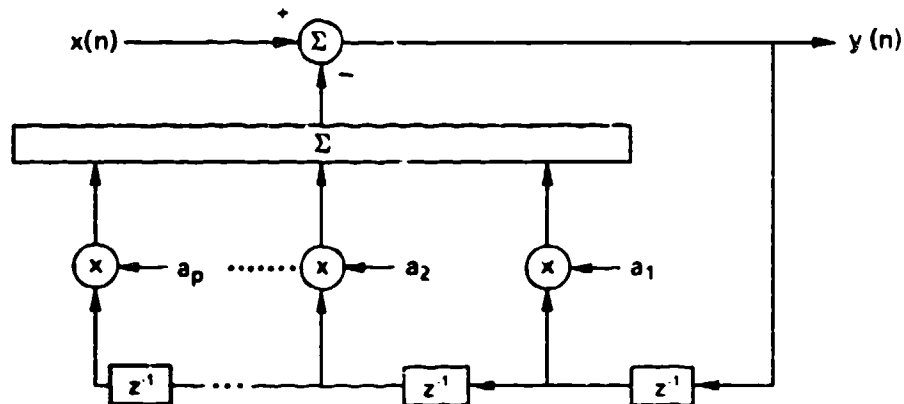 +
x(n) Σ y(n)
−
Σ
x a_p ....... x a_2 x a_1
z^-1 .... z^-1 z^-1